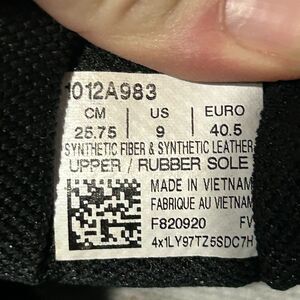 1012A983
CM US EURO
25.75 9 40.5
SYNTHETIC FIBER & SYNTHETIC LEATHER
UPPER / RUBBER SOLE
MADE IN VIETNAM
FABRIQUE AU VIETNAM
F820920 FV
4x1LY97TZ5SDC7H